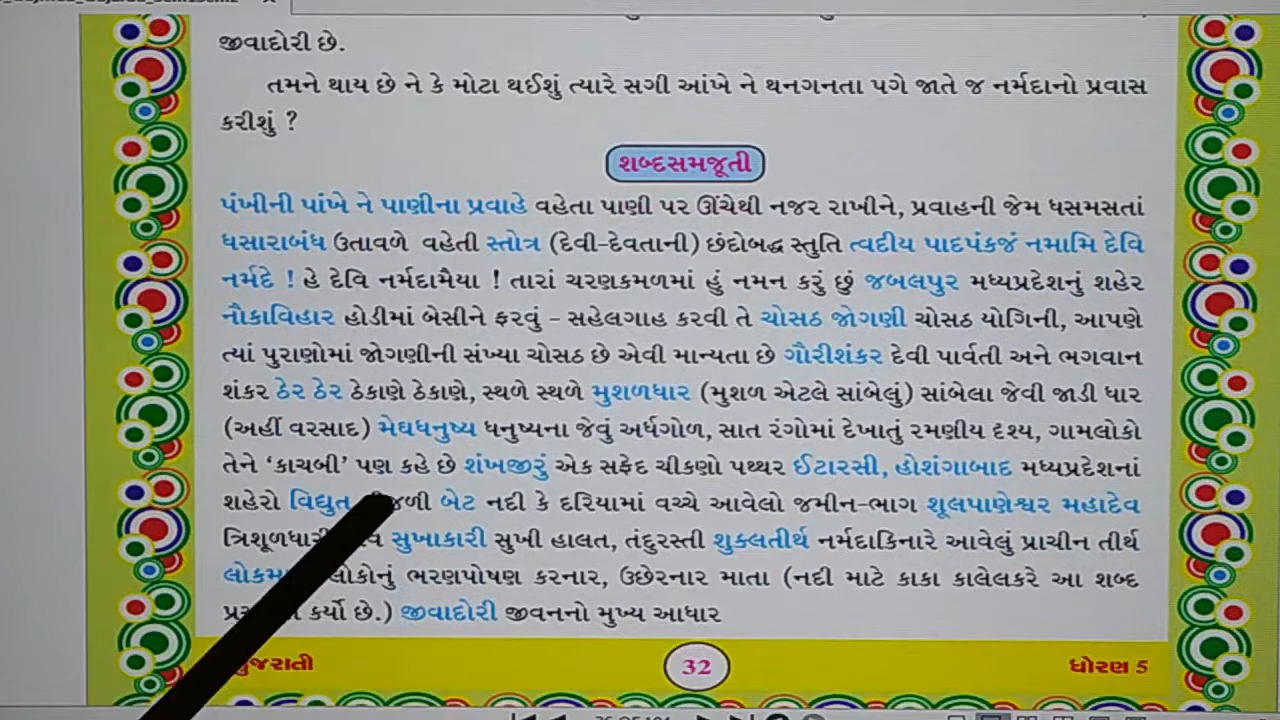 જીવાદોરી છે.
તમને થાય છે ને કે મોટા થઈશું ત્યારે સગી આંખે ને થનગનતા પગે જાતે જ નર્મદાનો પ્રવાસ
કરીશું ?
શબ્દસમજૂતી
પંખીની પાંખે ને પાણીના પ્રવાહે વહેતા પાણી પર ઊંચેથી નજર રાખીને, પ્રવાહની જેમ ધસમસતાં
ધસારાબંધ ઉતાવળે વહેતી સ્તોત્ર (દેવી-દેવતાની) છંદોબદ્ધ સ્તુતિ ત્વદીય પાદપંકજં નમામિ દેવિ
નર્મદે ! હે દેવિ નર્મદામૈયા ! તારાં ચરણકમળમાં હું નમન કરું છું જબલપુર મધ્યપ્રદેશનું શહેર
નૌકાવિહાર હોડીમાં બેસીને ફરવું - સહેલગાહ કરવી તે ચોસઠ જોગણી ચોસઠ યોગિની, આપણે
ત્યાં પુરાણોમાં જોગણીની સંખ્યા ચોસઠ છે એવી માન્યતા છે ગૌરીશંકર દેવી પાર્વતી અને ભગવાન
શંકર ઠેર ઠેર ઠેકાણે ઠેકાણે, સ્થળે સ્થળે મુશળધાર (મુશળ એટલે સાંબેલું) સાંબેલા જેવી જાડી ધાર
(અહીં વરસાદ) મેઘધનુષ્ય ધનુષ્યના જેવું અર્ધગોળ, સાત રંગોમાં દેખાતું રમણીય દૃશ્ય, ગામલોકો
તેને ‘કાચબી’ પણ કહે છે શંખજીરું એક સફેદ ચીકણો પથ્થર ઈટારસી, હોશંગાબાદ મધ્યપ્રદેશનાં
શહેરો વિદ્યુત બેટ નદી કે દરિયામાં વચ્ચે આવેલો જમીન-ભાગ શૂલપાણેશ્વર મહાદેવ
સુખાકારી સુખી હાલત, તંદુરસ્તી શુક્લતીર્થ નર્મદાકિનારે આવેલું પ્રાચીન તીર્થ
લોકોનું ભરણપોષણ કરનાર, ઉછેરનાર માતા (નદી માટે કાકા કાલેલકરે આ શબ્દ
કર્યો છે.) જીવાદોરી જીવનનો મુખ્ય આધાર
ગુજરાતી 32 ધોરણ 5